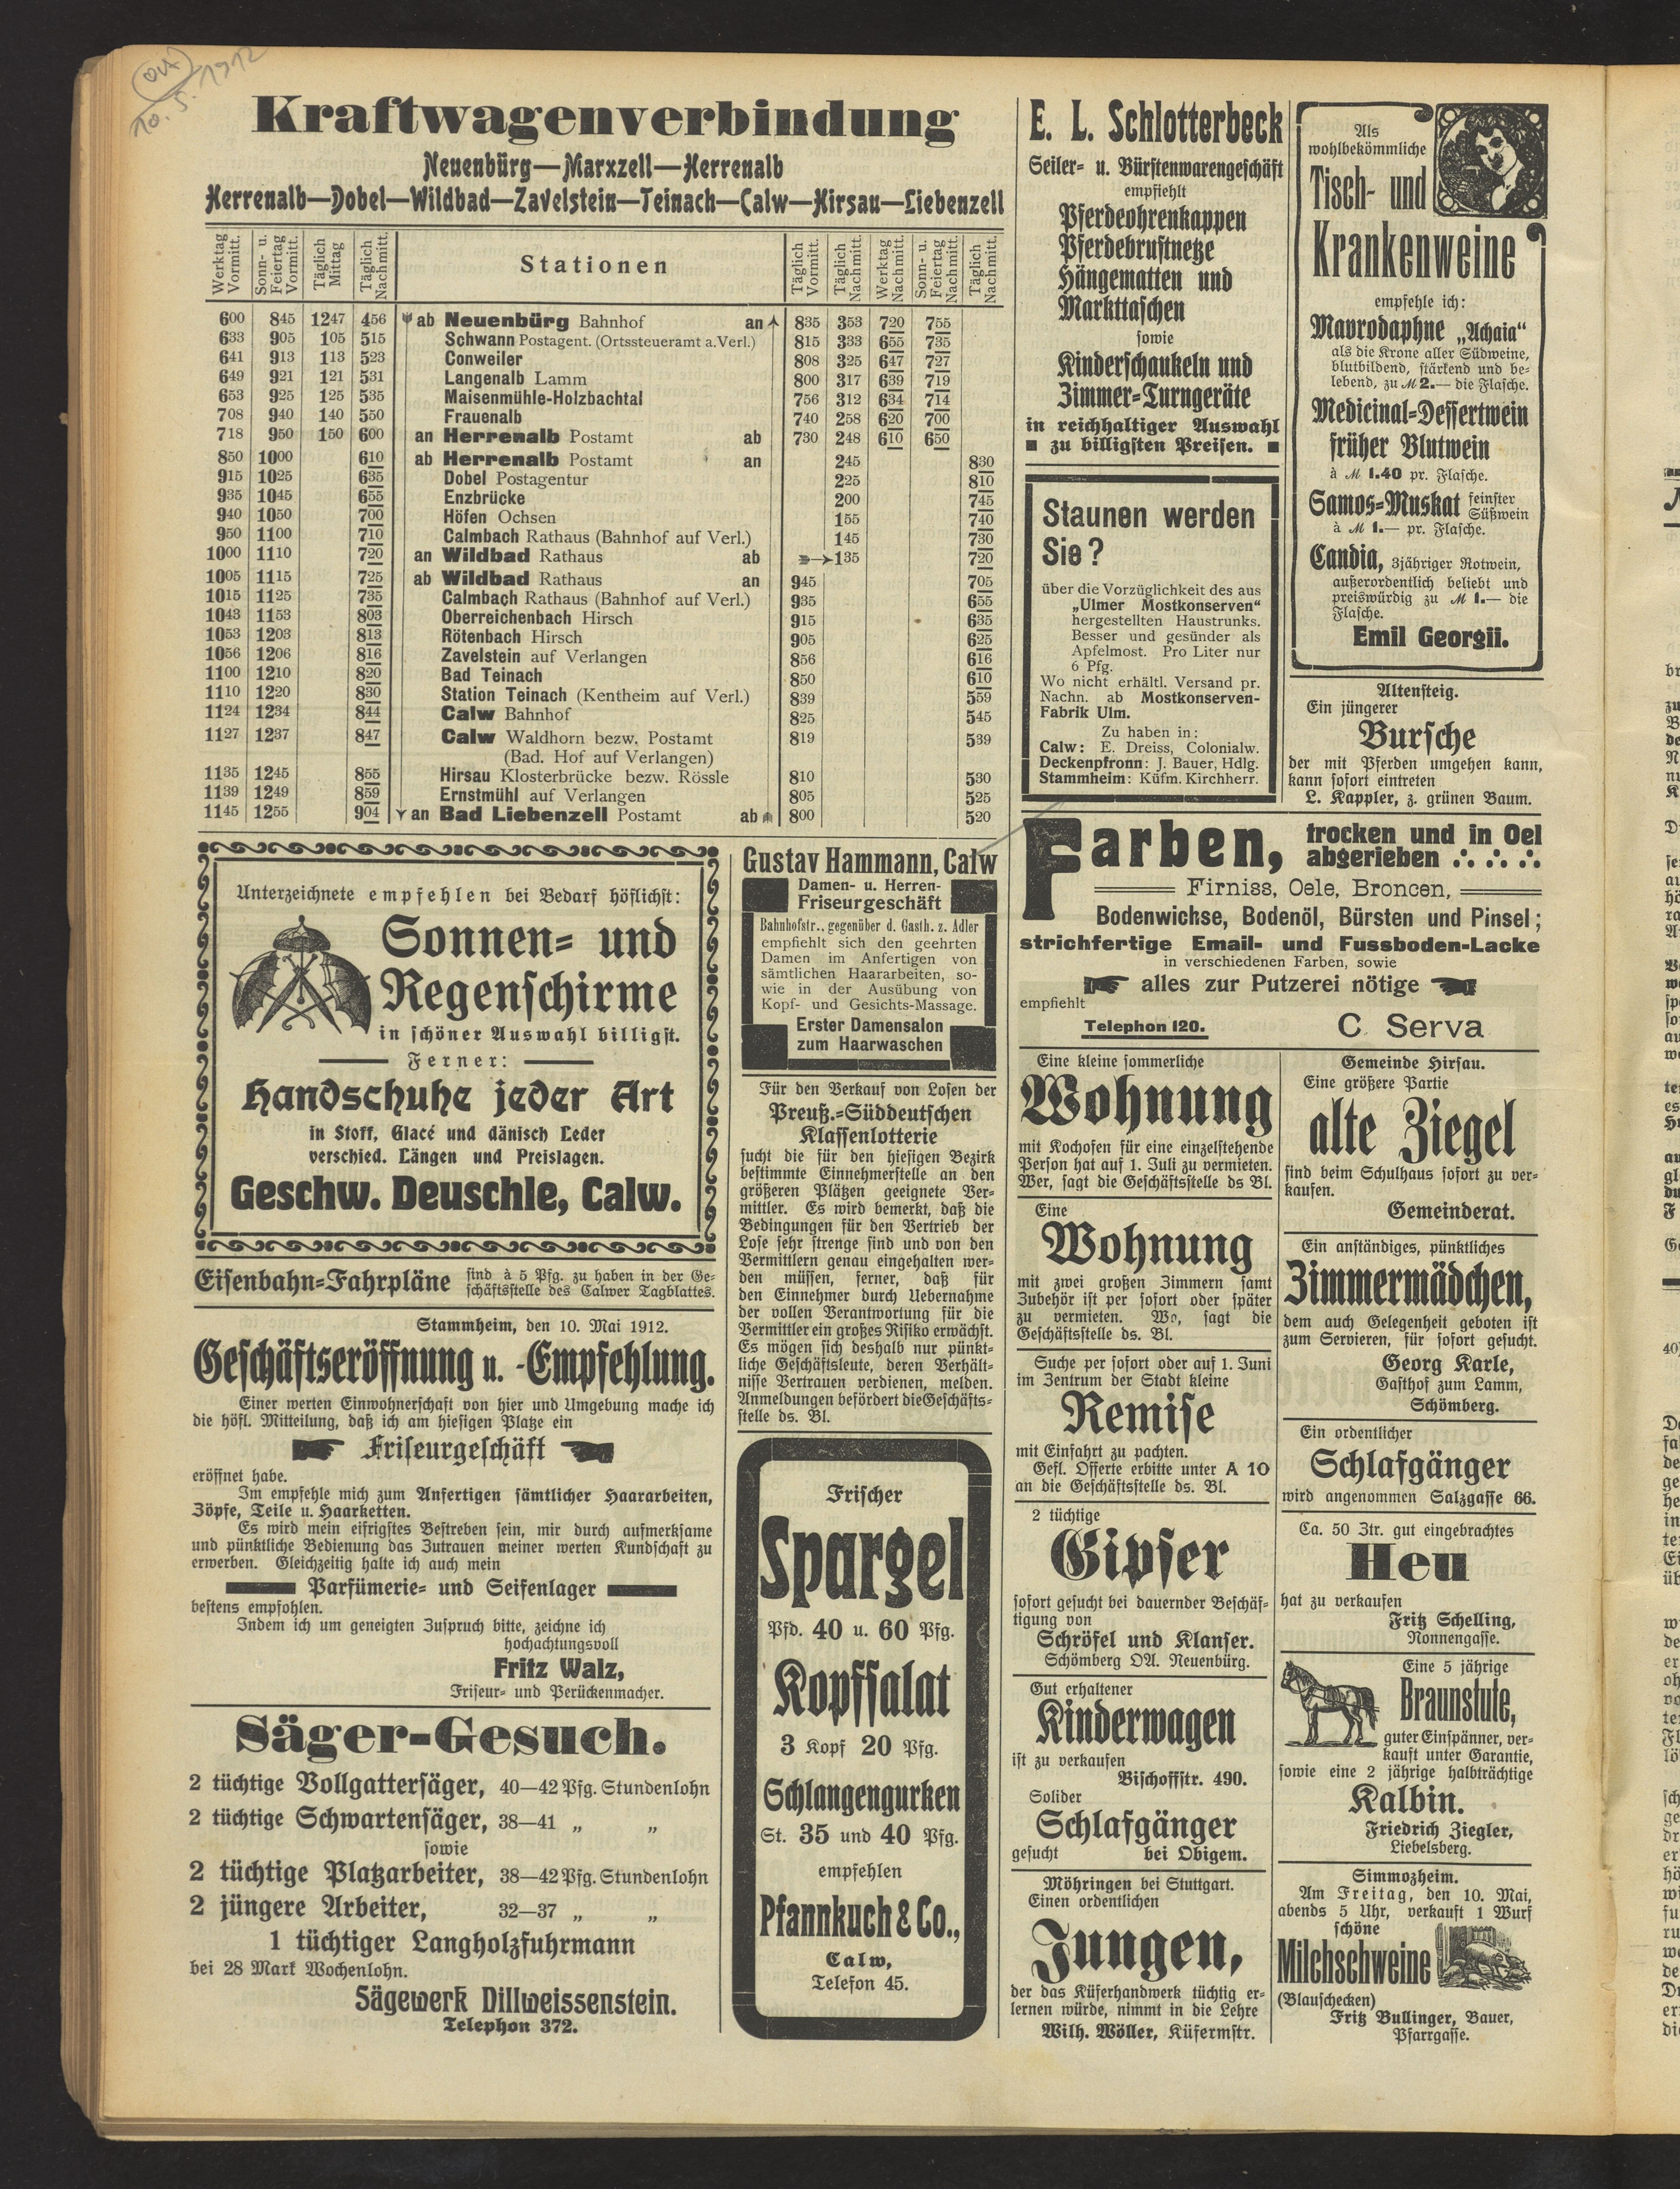 OA
10. 5. 1912
Kraftwagenverbindung
Neuenbürg—Marxzell—Herrenalb
Herrenalb—Dobel—Wildbad—Zavelstein—Teinach—Calw—Hirsau—Liebenzell
Werktag Vormitt. | Sonn- u. Feiertag Vormitt. | Täglich Mittag | Täglich Nachmitt. | Stationen | Täglich Vormitt. | Täglich Nachmitt. | Werktag Nachmitt. | Sonn- u. Feiertag Nachmitt. | Täglich Nachmitt.
600 845 1247 456 ab Neuenbürg Bahnhof an 835 353 720 755
633 905 105 515 Schwann Postagent. (Ortssteueramt a.Verl.) 815 333 655 735
641 913 113 523 Conweiler 808 325 647 727
649 921 121 531 Langenalb Lamm 800 317 639 719
653 925 125 535 Maisenmühle-Holzbachtal 756 312 634 714
708 940 140 550 Frauenalb 740 258 620 700
718 950 150 600 an Herrenalb Postamt ab 730 248 610 650
850 1000 610 ab Herrenalb Postamt an 245 830
915 1025 635 Dobel Postagentur 225 810
935 1045 655 Enzbrücke 200 745
940 1050 700 Höfen Ochsen 155 740
950 1100 710 Calmbach Rathaus (Bahnhof auf Verl.) 145 730
1000 1110 720 an Wildbad Rathaus ab 135 720
1005 1115 725 ab Wildbad Rathaus an 945 705
1015 1125 735 Calmbach Rathaus (Bahnhof auf Verl.) 935 655
1043 1153 803 Oberreichenbach Hirsch 915 635
1053 1203 813 Rötenbach Hirsch 905 625
1056 1206 816 Zavelstein auf Verlangen 856 616
1100 1210 820 Bad Teinach 850 610
1110 1220 830 Station Teinach (Kentheim auf Verl.) 839 559
1124 1234 844 Calw Bahnhof 825 545
1127 1237 847 Calw Waldhorn bezw. Postamt 819 539
(Bad. Hof auf Verlangen)
1135 1245 855 Hirsau Klosterbrücke bezw. Rössle 810 530
1139 1249 859 Ernstmühl auf Verlangen 805 525
1145 1255 904 an Bad Liebenzell Postamt ab 800 520
Unterzeichnete empfehlen bei Bedarf höflichst:
Sonnen= und
Regenschirme
in schöner Auswahl billigst.
Ferner:
Handschuhe jeder Art
in Stoff, Glacé und dänisch Leder
verschied. Längen und Preislagen.
Geschw. Deuschle, Calw.
Eisenbahn=Fahrpläne sind à 5 Pfg. zu haben in der Ge=
schäftsstelle des Calwer Tagblattes.
Stammheim, den 10. Mai 1912.
Geschäftseröffnung u. -Empfehlung.
Einer werten Einwohnerschaft von hier und Umgebung mache ich
die höfl. Mitteilung, daß ich am hiesigen Platze ein
Friseurgeschäft
eröffnet habe.
Im empfehle mich zum Anfertigen sämtlicher Haararbeiten,
Zöpfe, Teile u. Haarketten.
Es wird mein eifrigstes Bestreben sein, mir durch aufmerksame
und pünktliche Bedienung das Zutrauen meiner werten Kundschaft zu
erwerben. Gleichzeitig halte ich auch mein
Parfümerie= und Seifenlager
bestens empfohlen.
Indem ich um geneigten Zuspruch bitte, zeichne ich
hochachtungsvoll
Fritz Walz,
Friseur= und Perückenmacher.
Säger-Gesuch.
2 tüchtige Vollgattersäger, 40—42 Pfg. Stundenlohn
2 tüchtige Schwartensäger, 38—41 „ „
sowie
2 tüchtige Platzarbeiter, 38—42 Pfg. Stundenlohn
2 jüngere Arbeiter, 32—37 „ „
1 tüchtiger Langholzfuhrmann
bei 28 Mark Wochenlohn.
Sägewerk Dillweissenstein.
Telephon 372.
Gustav Hammann, Calw
Damen- u. Herren-
Friseurgeschäft
Bahnhofstr., gegenüber d. Gasth. z. Adler
empfiehlt sich den geehrten
Damen im Anfertigen von
sämtlichen Haararbeiten, so-
wie in der Ausübung von
Kopf- und Gesichts-Massage.
Erster Damensalon
zum Haarwaschen
Für den Verkauf von Losen der
Preuß.=Süddeutschen
Klassenlotterie
sucht die für den hiesigen Bezirk
bestimmte Einnehmerstelle an den
größeren Plätzen geeignete Ver=
mittler. Es wird bemerkt, daß die
Bedingungen für den Vertrieb der
Lose sehr strenge sind und von den
Vermittlern genau eingehalten wer=
den müssen, ferner, daß für
den Einnehmer durch Uebernahme
der vollen Verantwortung für die
Vermittler ein großes Risiko erwächst.
Es mögen sich deshalb nur pünkt=
liche Geschäftsleute, deren Verhält=
nisse Vertrauen verdienen, melden.
Anmeldungen befördert die Geschäfts=
stelle ds. Bl.
Frischer
Spargel
Pfd. 40 u. 60 Pfg.
Kopfsalat
3 Kopf 20 Pfg.
Schlangengurken
St. 35 und 40 Pfg.
empfehlen
Pfannkuch & Co.,
Calw,
Telefon 45.
E. L. Schlotterbeck
Seiler= u. Bürstenwarengeschäft
empfiehlt
Pferdeohrenkappen
Pferdebrustnetze
Hängematten und
Markttaschen
sowie
Kinderschaukeln und
Zimmer=Turngeräte
in reichhaltiger Auswahl
zu billigsten Preisen.
Staunen werden
Sie?
über die Vorzüglichkeit des aus
„Ulmer Mostkonserven“
hergestellten Haustrunks.
Besser und gesünder als
Apfelmost. Pro Liter nur
6 Pfg.
Wo nicht erhältl. Versand pr.
Nachn. ab Mostkonserven-
Fabrik Ulm.
Zu haben in:
Calw: E. Dreiss, Colonialw.
Deckenpfronn: J. Bauer, Hdlg.
Stammheim: Küfm. Kirchherr.
Als
wohlbekömmliche
Tisch- und
Krankenweine
empfehle ich:
Mavrodaphne „Achaia“
als die Krone aller Südweine,
blutbildend, stärkend und be=
lebend, zu M 2.— die Flasche.
Medicinal=Dessertwein
früher Blutwein
à M 1.40 pr. Flasche.
Samos=Muskat feinster Süßwein
à M 1.— pr. Flasche.
Candia, 3jähriger Rotwein,
außerordentlich beliebt und
preiswürdig zu M 1.— die
Flasche.
Emil Georgii.
Altensteig.
Ein jüngerer
Bursche
der mit Pferden umgehen kann,
kann sofort eintreten
L. Kappler, z. grünen Baum.
Farben, trocken und in Oel
abgerieben
Firniss, Oele, Broncen,
Bodenwichse, Bodenöl, Bürsten und Pinsel;
strichfertige Email- und Fussboden-Lacke
in verschiedenen Farben, sowie
alles zur Putzerei nötige
empfiehlt
Telephon 120. C. Serva
Eine kleine sommerliche
Wohnung
mit Kochofen für eine einzelstehende
Person hat auf 1. Juli zu vermieten.
Wer, sagt die Geschäftsstelle ds Bl.
Eine
Wohnung
mit zwei großen Zimmern samt
Zubehör ist per sofort oder später
zu vermieten. Wo, sagt die
Geschäftsstelle ds. Bl.
Suche per sofort oder auf 1. Juni
im Zentrum der Stadt kleine
Remise
mit Einfahrt zu pachten.
Gefl. Offerte erbitte unter A 10
an die Geschäftsstelle ds. Bl.
2 tüchtige
Gipser
sofort gesucht bei dauernder Beschäf=
tigung von
Schröfel und Klanser.
Schömberg OA. Neuenbürg.
Gut erhaltener
Kinderwagen
ist zu verkaufen
Bischoffstr. 490.
Solider
Schlafgänger
gesucht bei Obigem.
Möhringen bei Stuttgart.
Einen ordentlichen
Jungen,
der das Küferhandwerk tüchtig er=
lernen würde, nimmt in die Lehre
Wilh. Wöller, Küfermstr.
Gemeinde Hirsau.
Eine größere Partie
alte Ziegel
sind beim Schulhaus sofort zu ver=
kaufen.
Gemeinderat.
Ein anständiges, pünktliches
Zimmermädchen,
dem auch Gelegenheit geboten ist
zum Servieren, für sofort gesucht.
Georg Karle,
Gasthof zum Lamm,
Schömberg.
Ein ordentlicher
Schlafgänger
wird angenommen Salzgasse 66.
Ca. 50 Ztr. gut eingebrachtes
Heu
hat zu verkaufen
Fritz Schelling,
Nonnengasse.
Eine 5 jährige
Braunstute,
guter Einspänner, ver=
kauft unter Garantie,
sowie eine 2 jährige halbträchtige
Kalbin.
Friedrich Ziegler,
Liebelsberg.
Simmozheim.
Am Freitag, den 10. Mai,
abends 5 Uhr, verkauft 1 Wurf
schöne
Milchschweine
(Blauschecken)
Fritz Bullinger, Bauer,
Pfarrgasse.